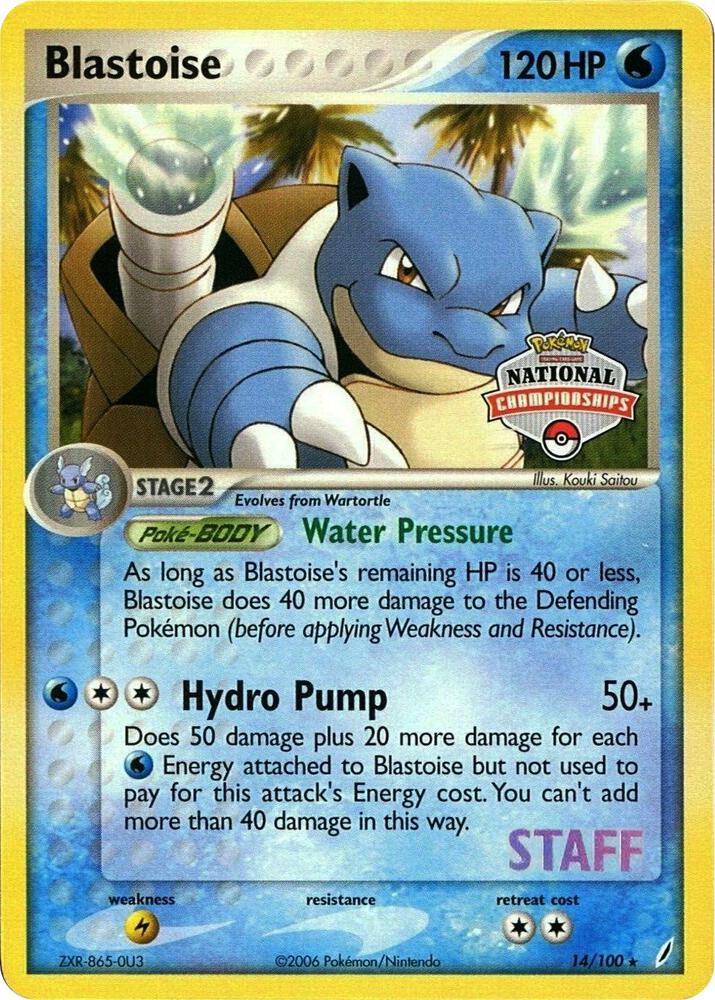 Blastoise 120 HP
Pokémon
TRADING CARD GAME
NATIONAL
CHAMPIONSHIPS
Illus. Kouki Saitou
STAGE2
Evolves from Wartortle
Poké-BODY Water Pressure
As long as Blastoise's remaining HP is 40 or less,
Blastoise does 40 more damage to the Defending
Pokémon (before applying Weakness and Resistance).
Hydro Pump 50+
Does 50 damage plus 20 more damage for each
Energy attached to Blastoise but not used to
pay for this attack's Energy cost. You can't add
more than 40 damage in this way.
STAFF
weakness resistance retreat cost
ZXR-865-0U3 ©2006 Pokémon/Nintendo 14/100 ★